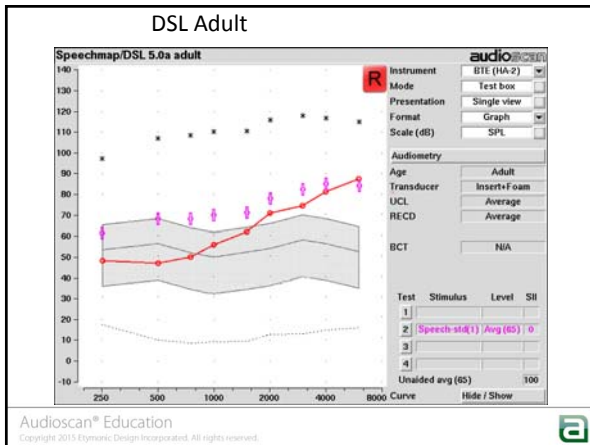 DSL Adult
Speechmap/DSL 5.0a adult
audioscan
R
Instrument BTE (HA-2)
Mode Test box
Presentation Single view
Format Graph
Scale (dB) SPL
Audiometry
Age Adult
Transducer Insert+Foam
UCL Average
RECD Average
BCT N/A
Test Stimulus Level SII
1
2 Speech-std(1) Avg (65) 0
3
4
Unaided avg (65) 100
Curve Hide / Show
140
130
120
110
100
90
80
70
60
50
40
30
20
10
0
-10
250 500 1000 2000 4000 8000
Audioscan® Education
Copyright 2015 Etymonic Design Incorporated. All rights reserved.
a